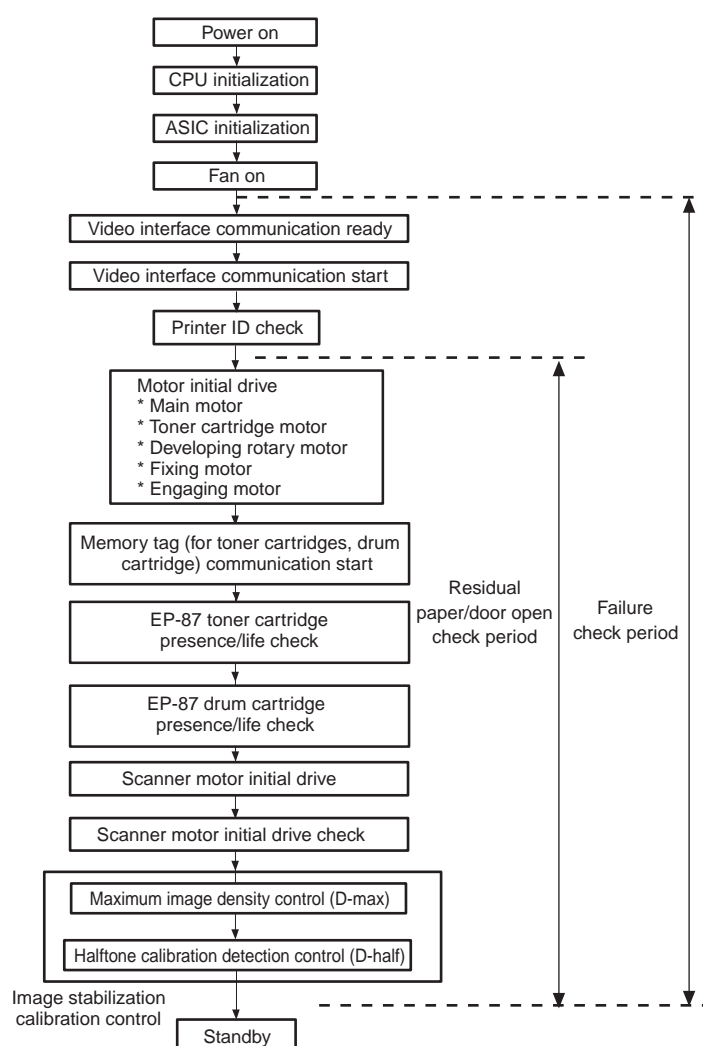 Power on
CPU initialization
ASIC initialization
Fan on
Video interface communication ready
Video interface communication start
Printer ID check
Motor initial drive
* Main motor
* Toner cartridge motor
* Developing rotary motor
* Fixing motor
* Engaging motor
Memory tag (for toner cartridges, drum
cartridge) communication start
EP-87 toner cartridge
presence/life check
EP-87 drum cartridge
presence/life check
Scanner motor initial drive
Scanner motor initial drive check
Maximum image density control (D-max)
Halftone calibration detection control (D-half)
Image stabilization
calibration control
Standby
Residual
paper/door open
check period
Failure
check period